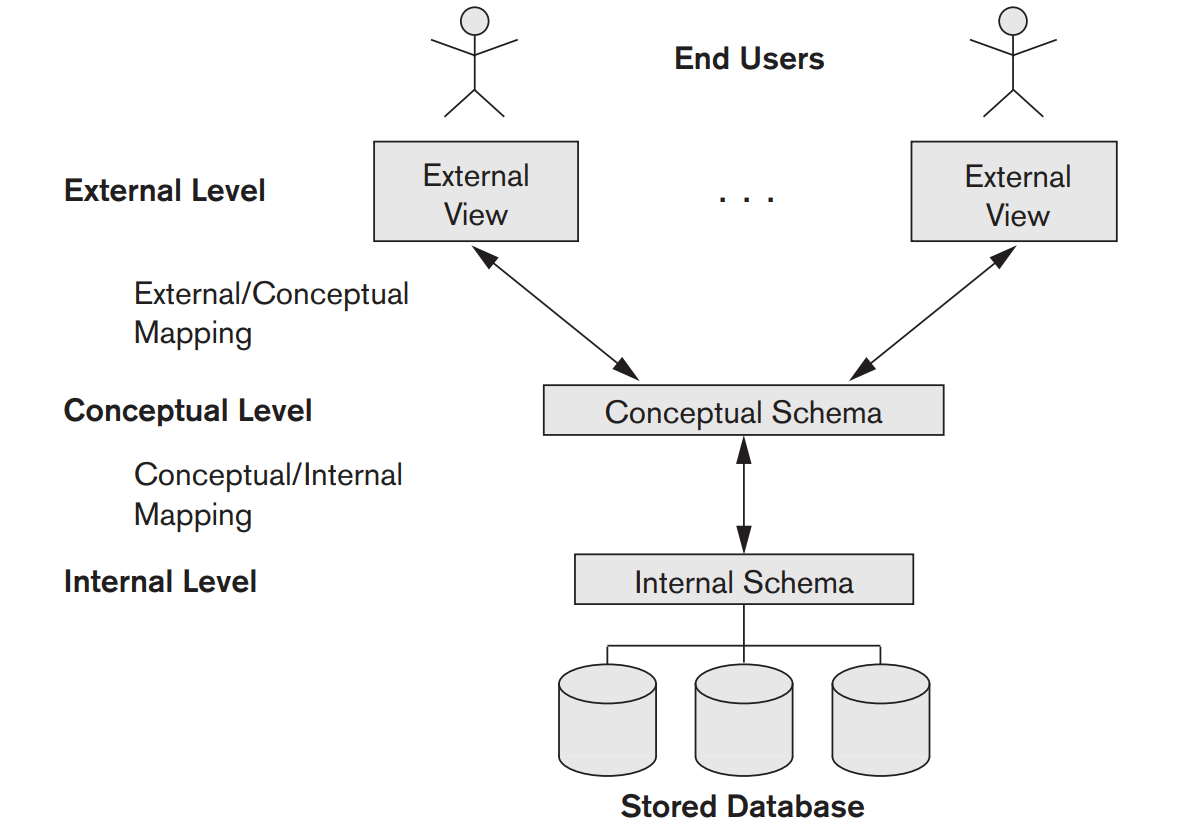 End Users
External Level
External
View
. . .
External
View
External/Conceptual
Mapping
Conceptual Level
Conceptual Schema
Conceptual/Internal
Mapping
Internal Level
Internal Schema
Stored Database